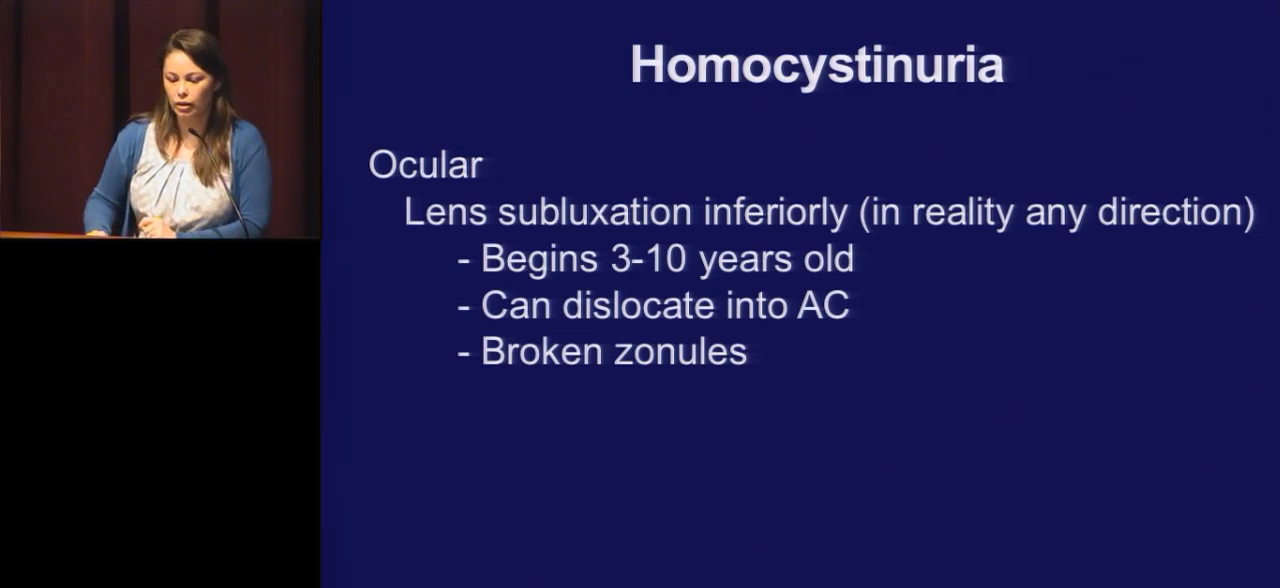 Homocystinuria
Ocular
Lens subluxation inferiorly (in reality any direction)
- Begins 3-10 years old
- Can dislocate into AC
- Broken zonules